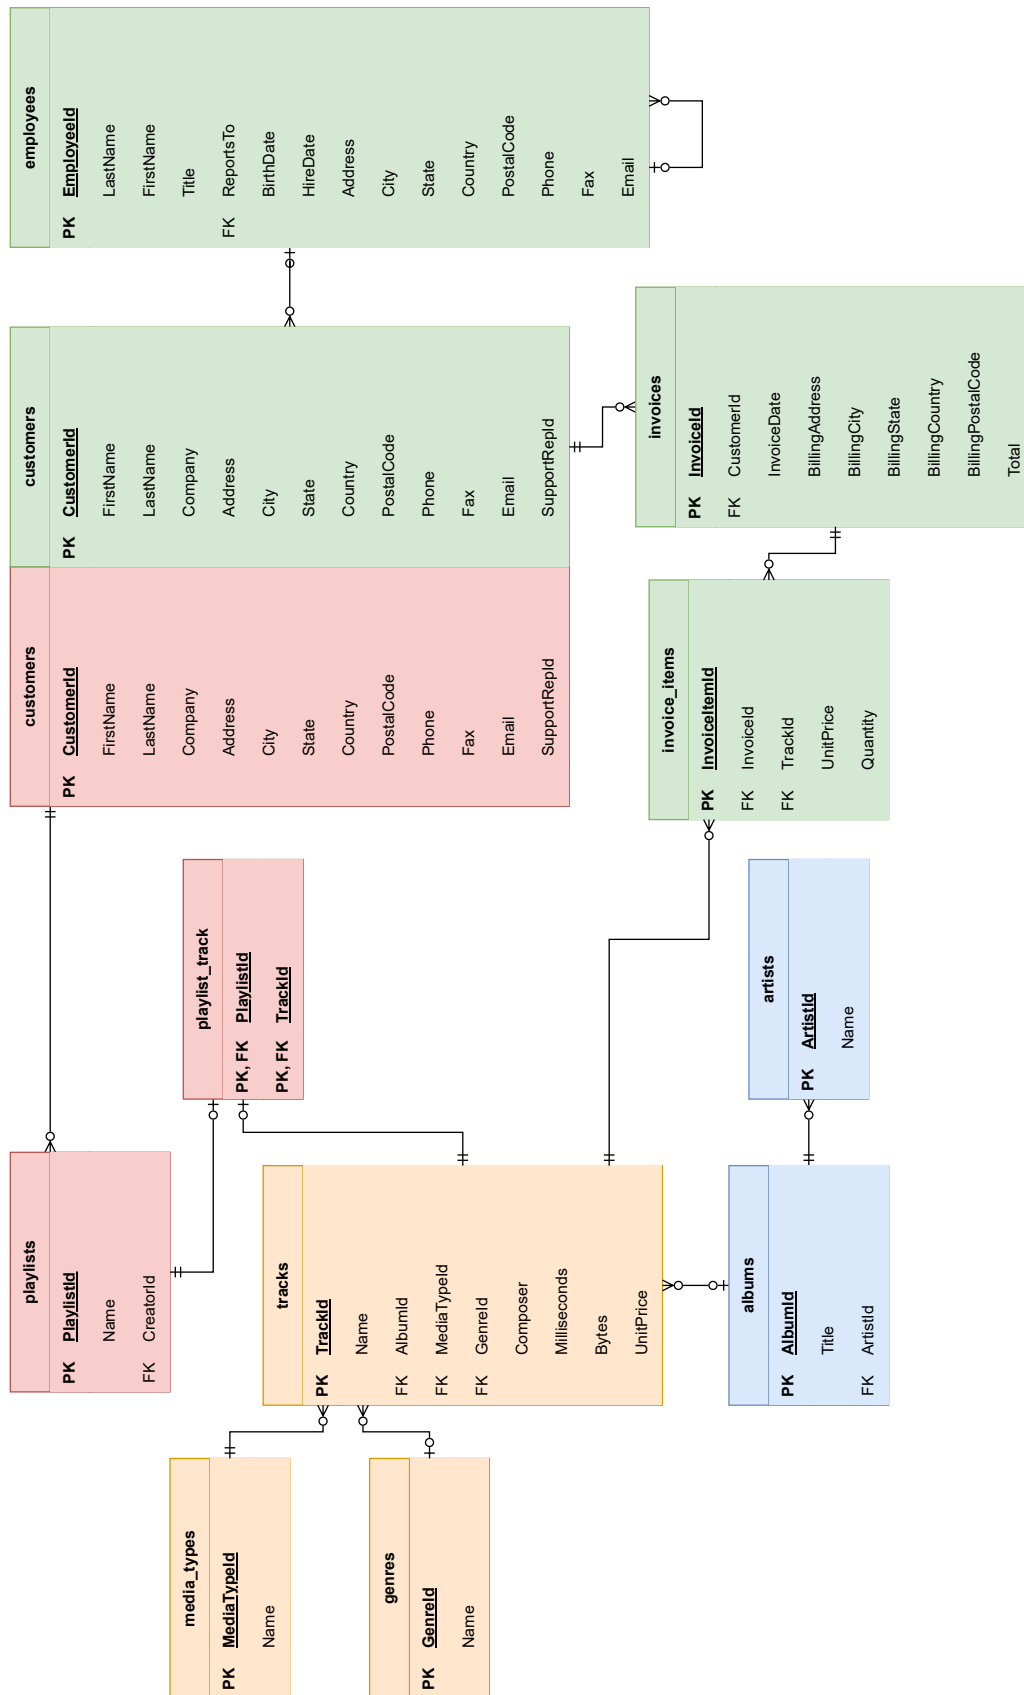 employees
PK EmployeeId
LastName
FirstName
Title
FK ReportsTo
BirthDate
HireDate
Address
City
State
Country
PostalCode
Phone
Fax
Email
customers
PK CustomerId
FirstName
LastName
Company
Address
City
State
Country
PostalCode
Phone
Fax
Email
SupportRepId
customers
PK CustomerId
FirstName
LastName
Company
Address
City
State
Country
PostalCode
Phone
Fax
Email
SupportRepId
invoices
PK InvoiceId
FK CustomerId
InvoiceDate
BillingAddress
BillingCity
BillingState
BillingCountry
BillingPostalCode
Total
invoice_items
PK InvoiceItemId
FK InvoiceId
FK TrackId
UnitPrice
Quantity
playlist_track
PK, FK PlaylistId
PK, FK TrackId
artists
PK ArtistId
Name
playlists
PK PlaylistId
Name
FK CreatorId
tracks
PK TrackId
Name
FK AlbumId
FK MediaTypeId
FK GenreId
Composer
Milliseconds
Bytes
UnitPrice
albums
PK AlbumId
Title
FK ArtistId
media_types
PK MediaTypeId
Name
genres
PK GenreId
Name